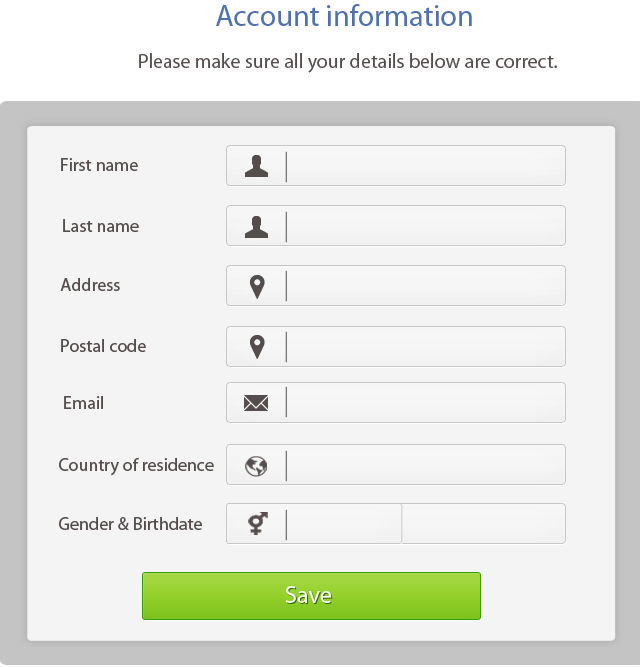 Account information
Please make sure all your details below are correct.
First name
Last name
Address
Postal code
Email
Country of residence
Gender & Birthdate
Save